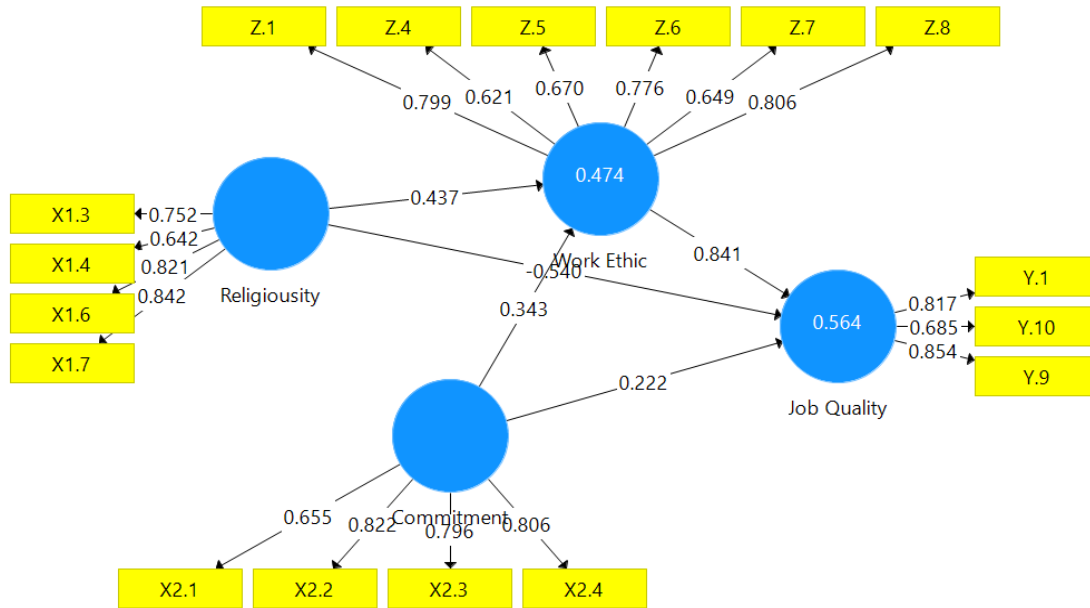 Z.1 Z.4 Z.5 Z.6 Z.7 Z.8
0.799 0.621 0.670 0.776 0.649 0.806
0.474
Work Ethic
X1.3
X1.4
X1.6
X1.7
0.752
0.642
0.821
0.842
Religiousity
0.437
-0.540
0.343
0.841
0.222
0.564
Job Quality
0.817
0.685
0.854
Y.1
Y.10
Y.9
Commitment
0.655 0.822 0.796 0.806
X2.1 X2.2 X2.3 X2.4